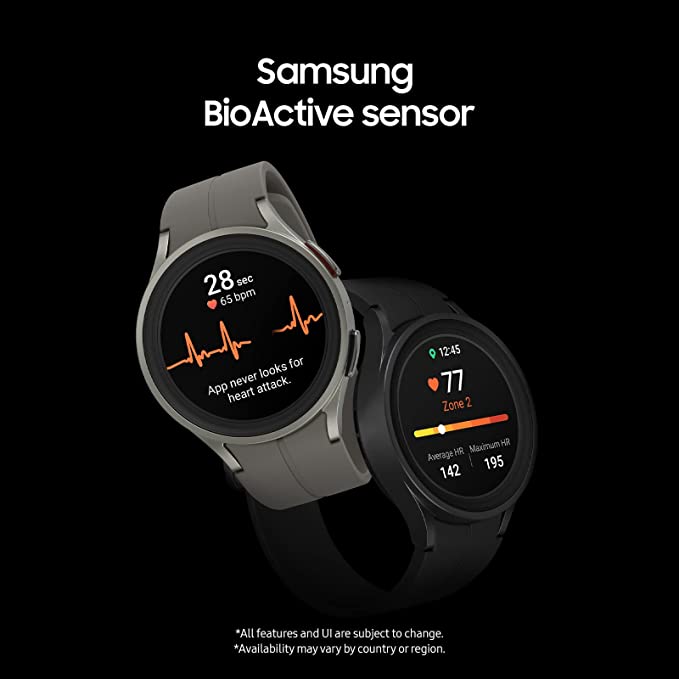 Samsung
BioActive sensor
28 sec
65 bpm
App never looks for
heart attack.
12:45
77
Zone 2
Average HR
142
Maximum HR
195
*All features and UI are subject to change.
*Availability may vary by country or region.